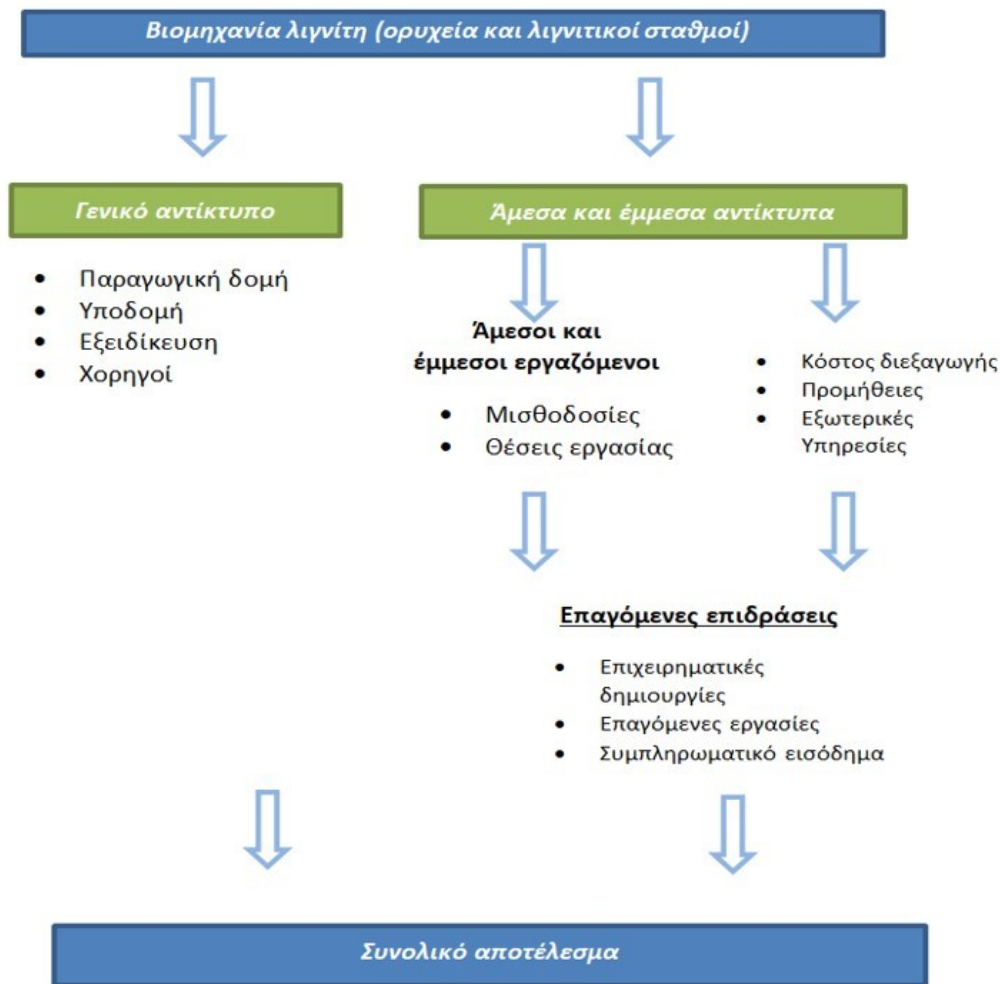 Βιομηχανία λιγνίτη (ορυχεία και λιγνιτικοί σταθμοί)
Γενικό αντίκτυπο
• Παραγωγική δομή
• Υποδομή
• Εξειδίκευση
• Χορηγοί
Άμεσα και έμμεσα αντίκτυπα
Άμεσοι και
έμμεσοι εργαζόμενοι
• Μισθοδοσίες
• Θέσεις εργασίας
• Κόστος διεξαγωγής
• Προμήθειες
• Εξωτερικές
Υπηρεσίες
Επαγόμενες επιδράσεις
• Επιχειρηματικές
δημιουργίες
• Επαγόμενες εργασίες
• Συμπληρωματικό εισόδημα
Συνολικό αποτέλεσμα